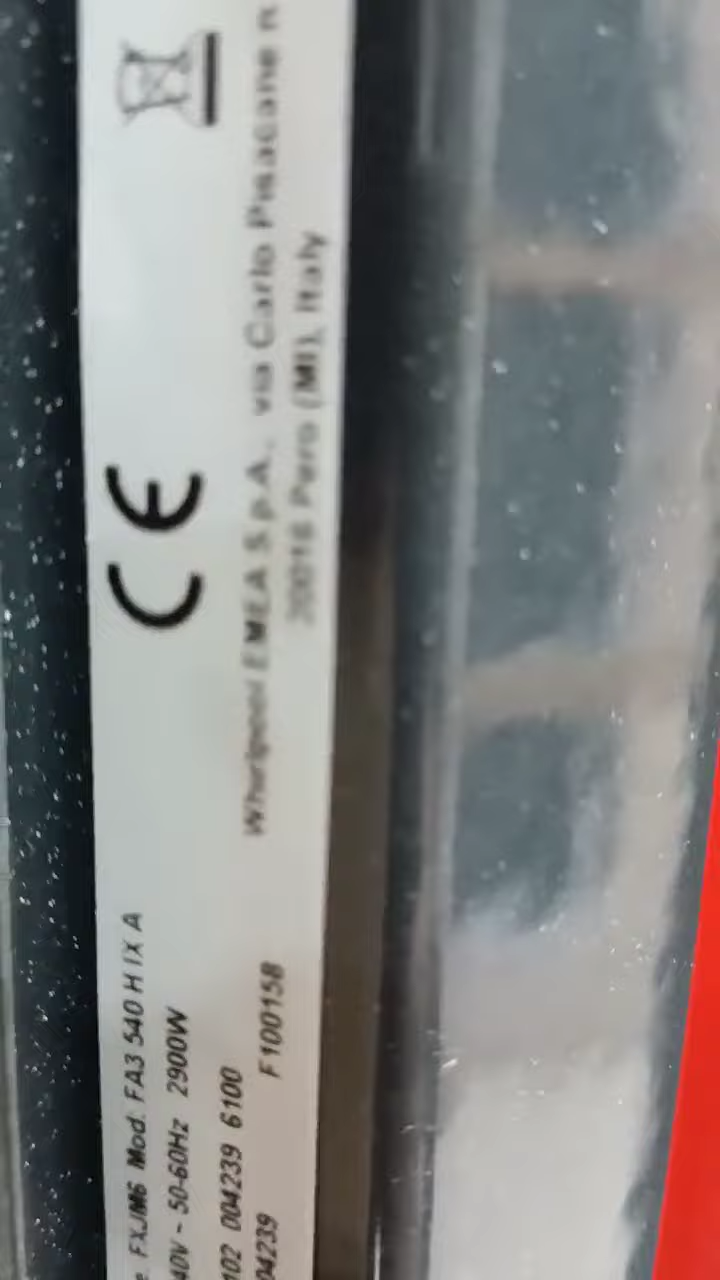 e FXJM6 Mod. FA3 540 H IX A
40V ~ 50-60Hz 2900W
102 004239 6100
04239 F100158
CE
Whirlpool EMEA S.p.A. via Carlo Pisacane n
20016 Pero (MI), Italy